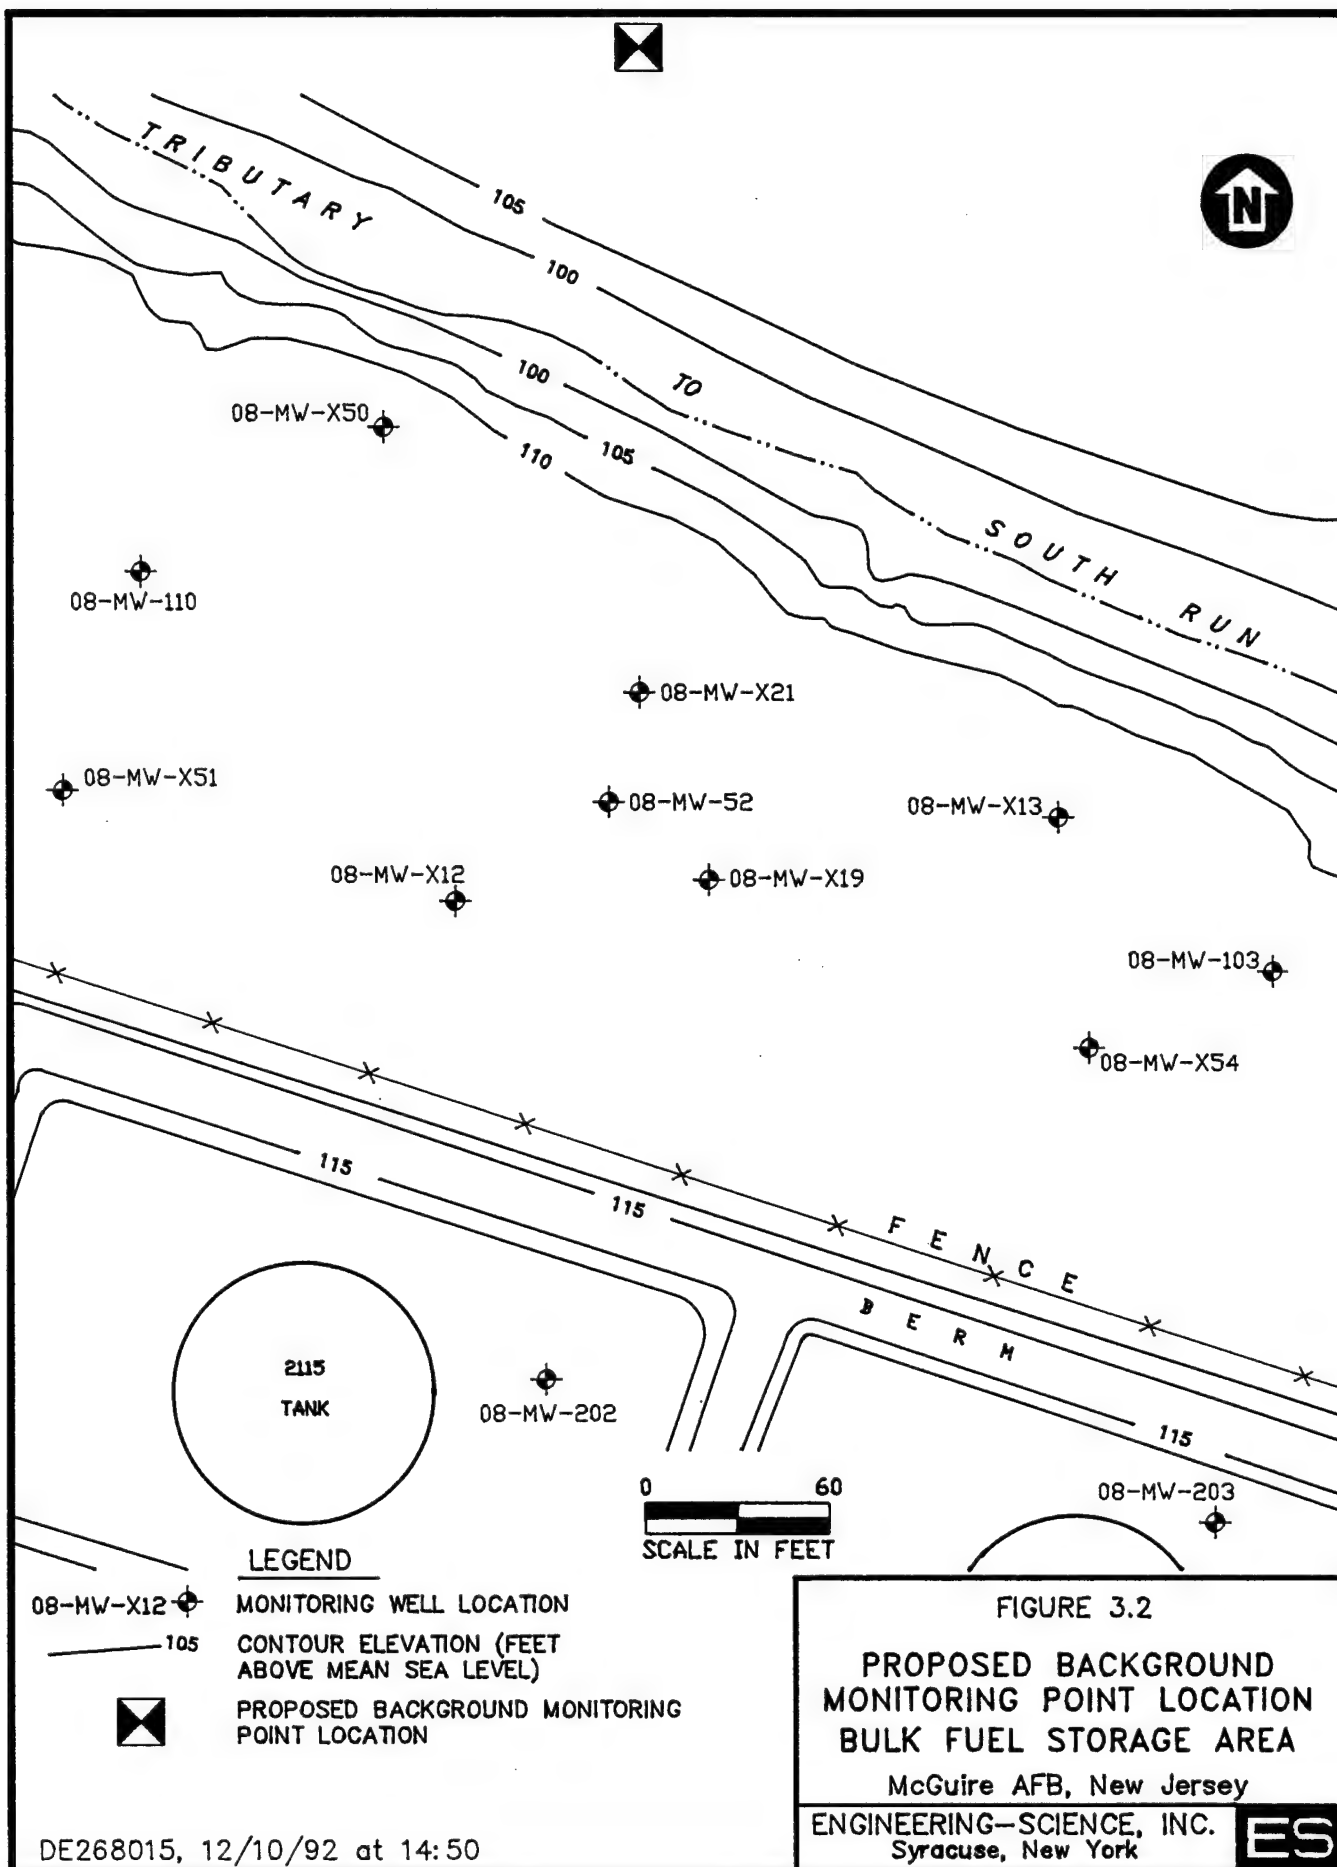 TRIBUTARY
N
105
100
100
TO
08-MW-X50
105
110
SOUTH RUN
08-MW-110
08-MW-X21
08-MW-X51
08-MW-52
08-MW-X13
08-MW-X12
08-MW-X19
08-MW-103
08-MW-X54
115
115
FENCE
BERM
2115
TANK
08-MW-202
115
0 60
SCALE IN FEET
08-MW-203
LEGEND
08-MW-X12 MONITORING WELL LOCATION
105 CONTOUR ELEVATION (FEET
ABOVE MEAN SEA LEVEL)
PROPOSED BACKGROUND MONITORING
POINT LOCATION
FIGURE 3.2
PROPOSED BACKGROUND
MONITORING POINT LOCATION
BULK FUEL STORAGE AREA
McGuire AFB, New Jersey
ENGINEERING-SCIENCE, INC.
Syracuse, New York
ES
DE268015, 12/10/92 at 14:50